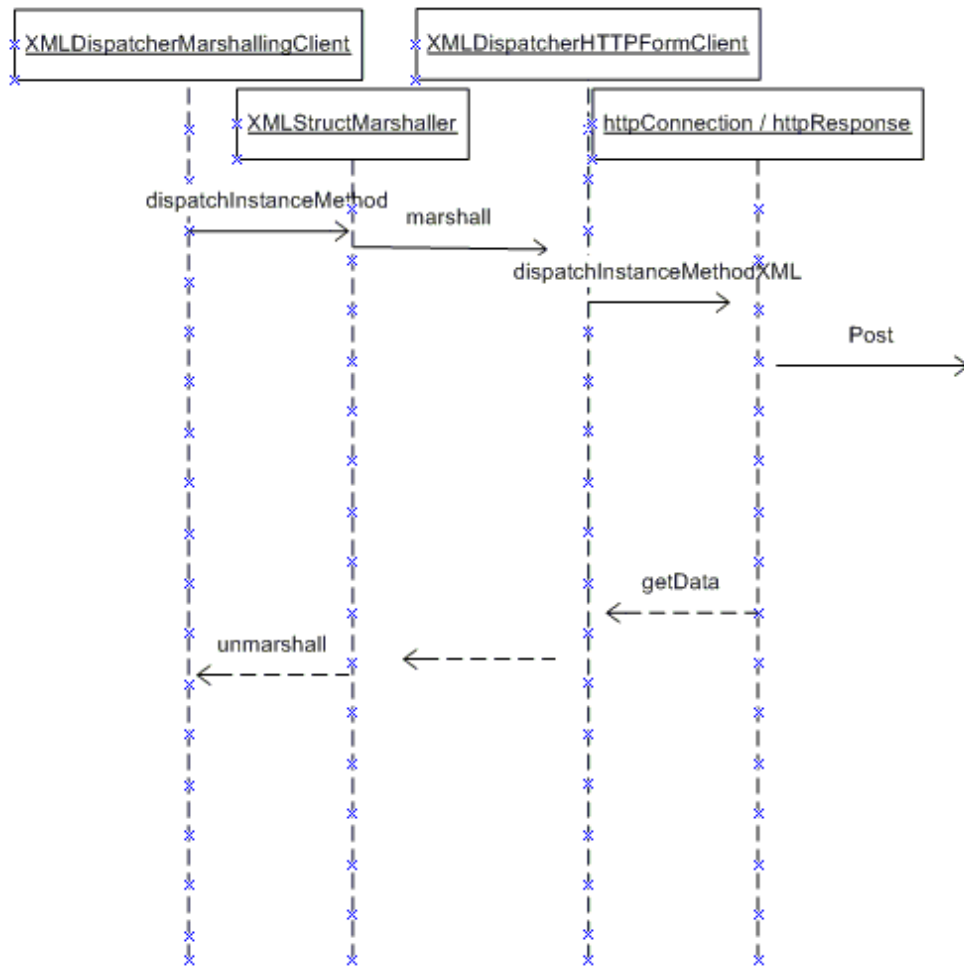 XMLDispatcherMarshallingClient
XMLDispatcherHTTPFormClient
XMLStructMarshaller
httpConnection / httpResponse
dispatchInstanceMethod
marshall
dispatchInstanceMethodXML
Post
getData
unmarshall